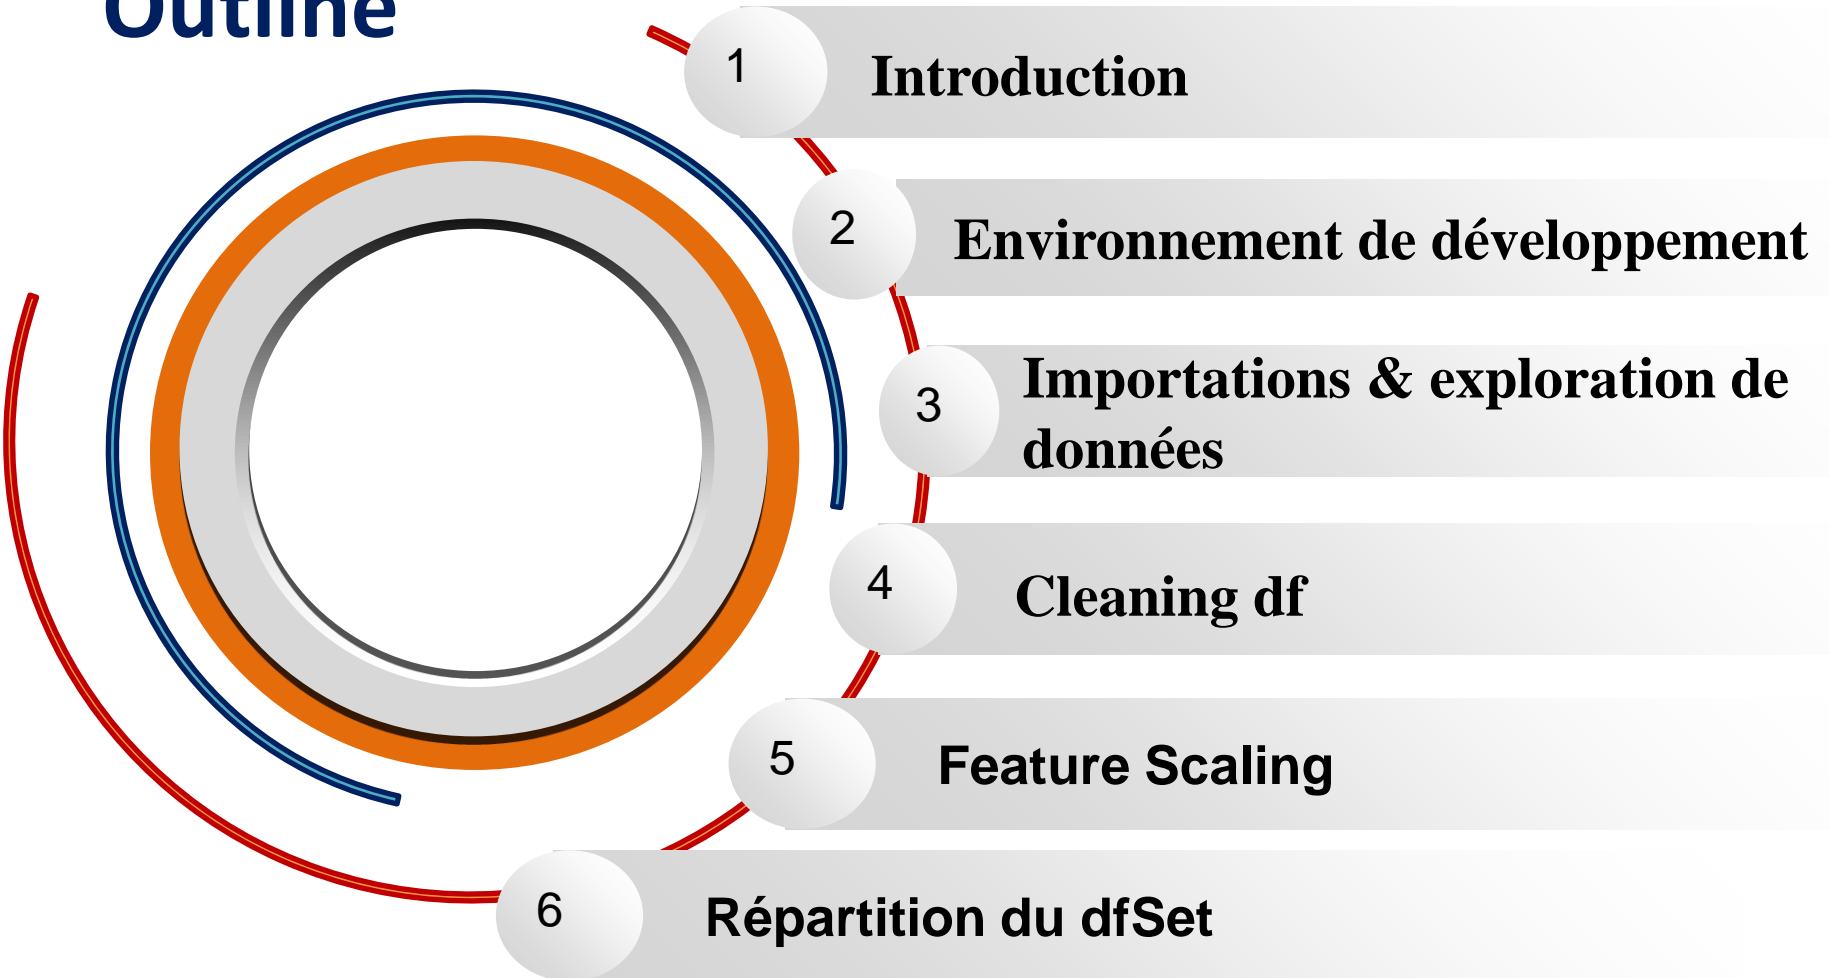 Outline
1
Introduction
2
Environnement de développement
3
Importations & exploration de
données
4
Cleaning df
5
Feature Scaling
6
Répartition du dfSet